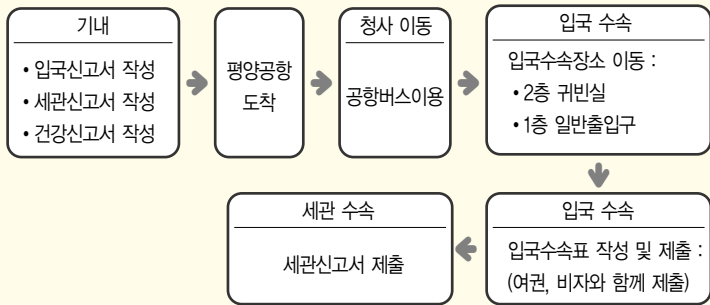 기내
• 입국신고서 작성
• 세관신고서 작성
• 건강신고서 작성
평양공항
도착
청사 이동
공항버스이용
입국 수속
입국수속장소 이동 :
• 2층 귀빈실
• 1층 일반출입구
입국 수속
입국수속표 작성 및 제출 :
(여권, 비자와 함께 제출)
세관 수속
세관신고서 제출